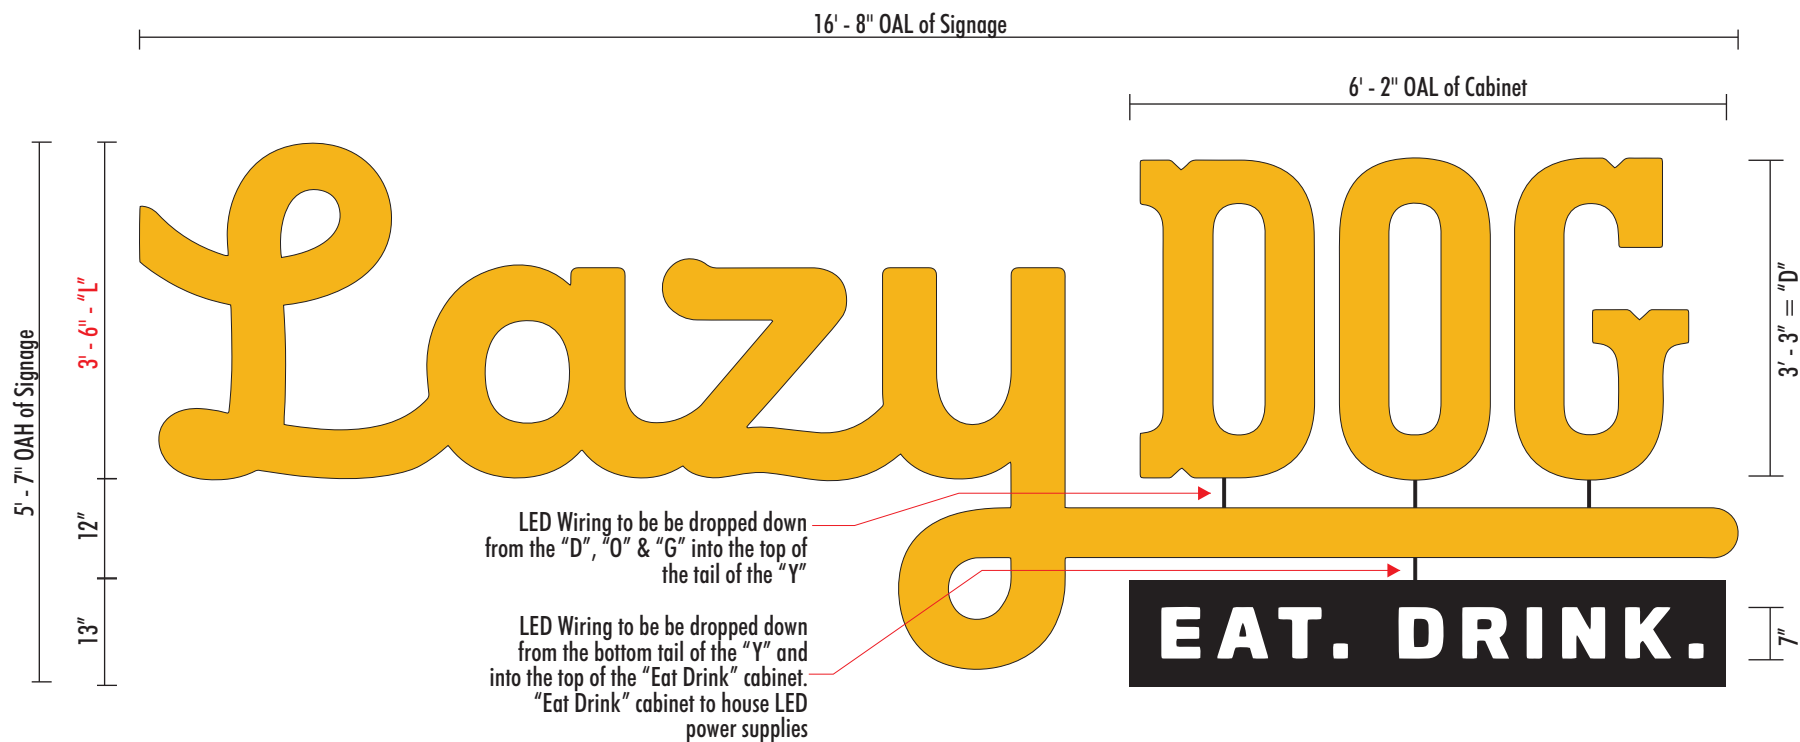 16' - 8" OAL of Signage
6' - 2" OAL of Cabinet
5' - 7" OAH of Signage
3' - 6" - “L”
12”
13”
Lazy DOG
3’ - 3” = “D”
LED Wiring to be be dropped down
from the “D”, “O” & “G” into the top of
the tail of the “Y”
LED Wiring to be be dropped down
from the bottom tail of the “Y” and
into the top of the “Eat Drink” cabinet.
“Eat Drink” cabinet to house LED
power supplies
EAT. DRINK.
7”